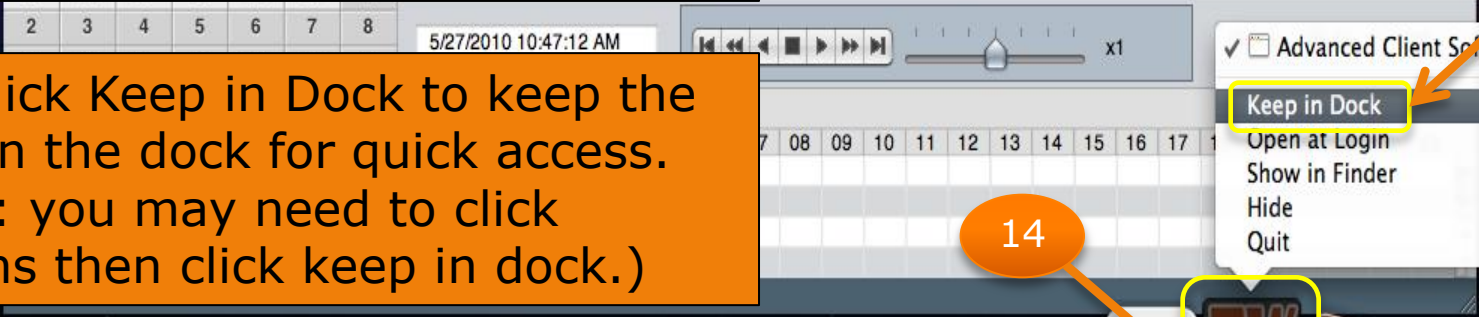 2 3 4 5 6 7 8
5/27/2010 10:47:12 AM
x1
ick Keep in Dock to keep the
n the dock for quick access.
: you may need to click
ns then click keep in dock.)
7 08 09 10 11 12 13 14 15 16 17 1
14
Advanced Client Sof
Keep in Dock
Open at Login
Show in Finder
Hide
Quit